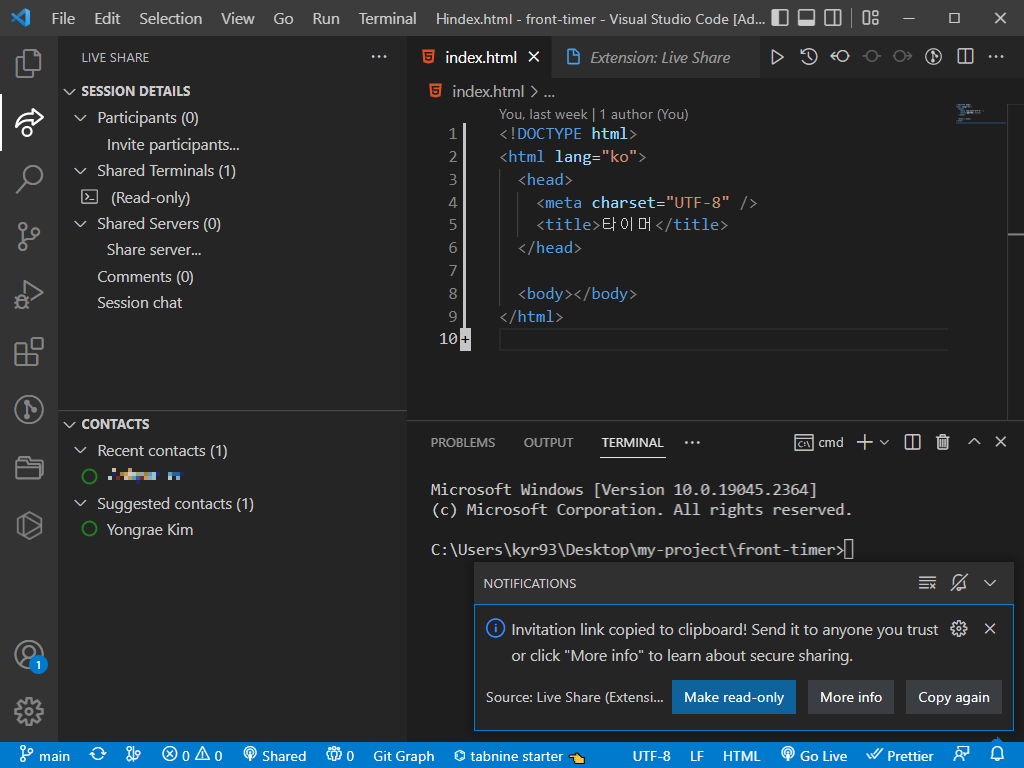 File Edit Selection View Go Run Terminal Hindex.html - front-timer - Visual Studio Code [Ad...
LIVE SHARE
SESSION DETAILS
Participants (0)
Invite participants...
Shared Terminals (1)
(Read-only)
Shared Servers (0)
Share server...
Comments (0)
Session chat
CONTACTS
Recent contacts (1)
Suggested contacts (1)
Yongrae Kim
1
index.html
Extension: Live Share
index.html > ...
You, last week | 1 author (You)
1 <!DOCTYPE html>
2 <html lang="ko">
3 <head>
4 <meta charset="UTF-8" />
5 <title>타이머</title>
6 </head>
7
8 <body></body>
9 </html>
10 +
PROBLEMS OUTPUT TERMINAL ... cmd
Microsoft Windows [Version 10.0.19045.2364]
(c) Microsoft Corporation. All rights reserved.
C:\Users\kyr93\Desktop\my-project\front-timer>
NOTIFICATIONS
Invitation link copied to clipboard! Send it to anyone you trust
or click "More info" to learn about secure sharing.
Source: Live Share (Extensi... Make read-only More info Copy again
main 0 0 Shared 0 Git Graph tabnine starter UTF-8 LF HTML Go Live Prettier